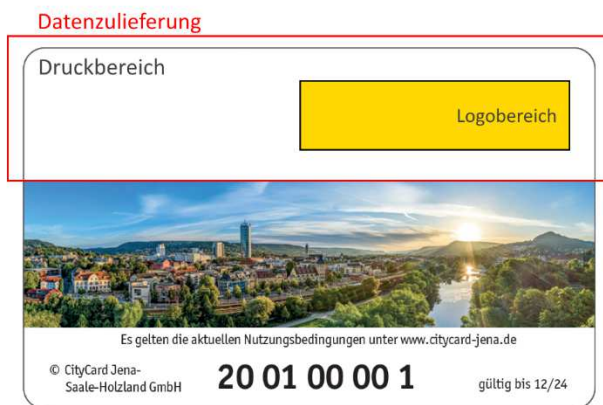 Datenzulieferung
Druckbereich
Logobereich
Es gelten die aktuellen Nutzungsbedingungen unter www.citycard-jena.de
© CityCard Jena-
Saale-Holzland GmbH
20 01 00 00 1
gültig bis 12/24